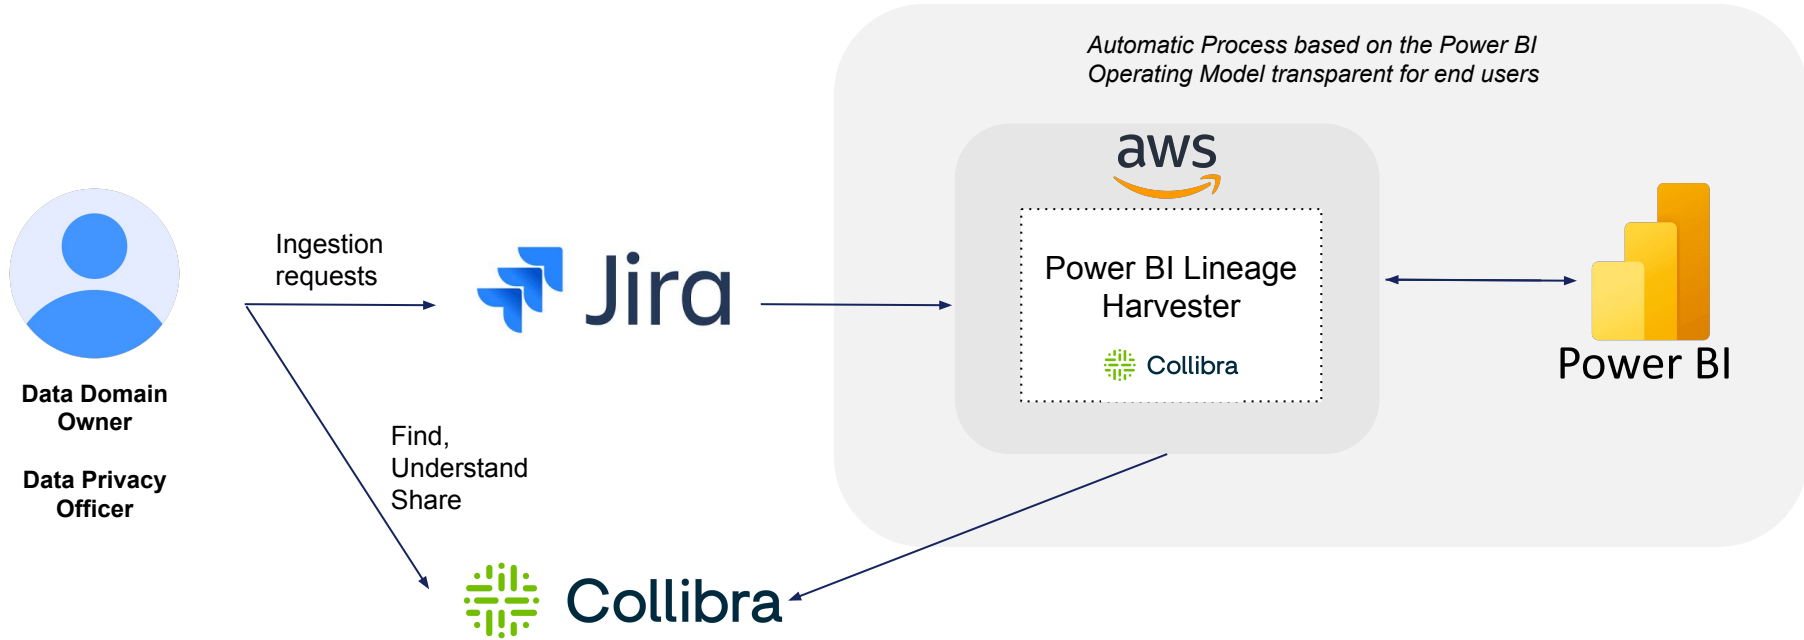 Automatic Process based on the Power BI
Operating Model transparent for end users
aws
Ingestion
requests
Jira
Power BI Lineage
Harvester
Collibra
Power BI
Data Domain
Owner
Data Privacy
Officer
Find,
Understand
Share
Collibra